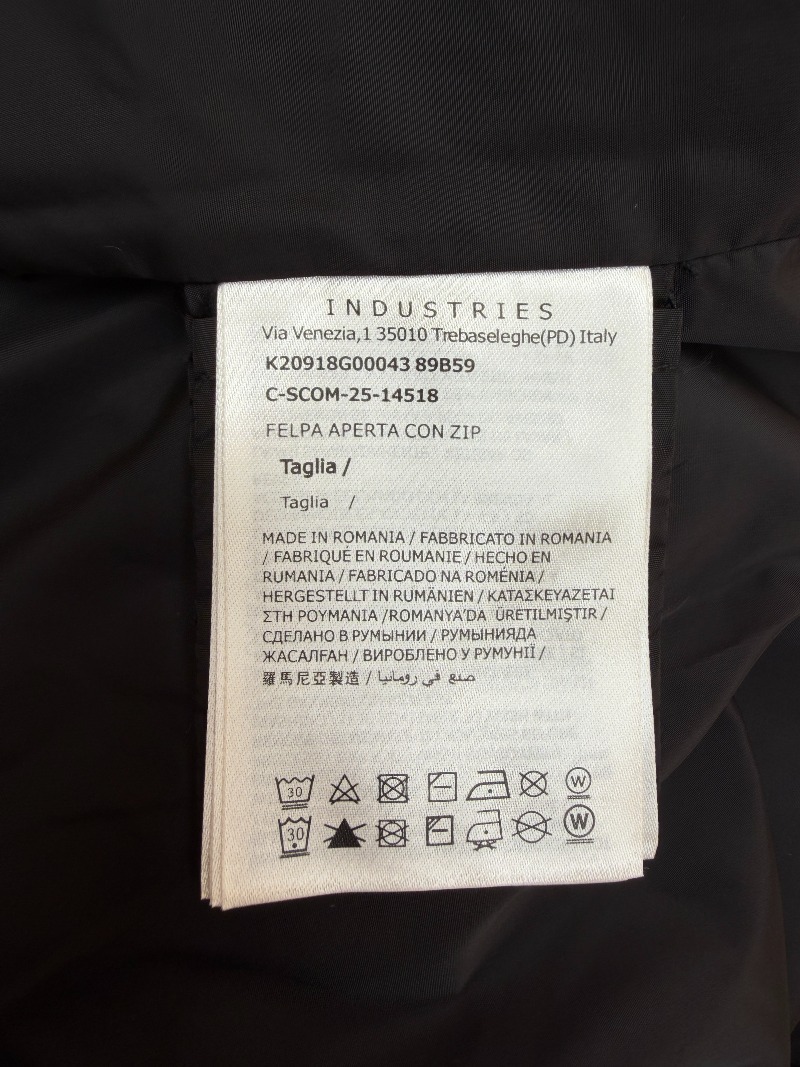 INDUSTRIES
Via Venezia,1 35010 Trebaseleghe(PD) Italy
K20918G00043 89B59
C-SCOM-25-14518
FELPA APERTA CON ZIP
Taglia /
Taglia /
MADE IN ROMANIA / FABBRICATO IN ROMANIA
/ FABRIQUÉ EN ROUMANIE / HECHO EN
RUMANIA / FABRICADO NA ROMÉNIA /
HERGESTELLT IN RUMÄNIEN / ΚΑΤΑΣΚΕΥΑΖΕΤΑΙ
ΣΤΗ ΡΟΥΜΑΝΙΑ /ROMANYA'DA ÜRETILMIŞTIR /
СДЕЛАНО В РУМЫНИИ / РУМЫНИЯДА
ЖАСАЛҒАН / ВИРОБЛЕНО У РУМУНІЇ /
羅馬尼亞製造 / صنع في رومانيا
30 W
30 W